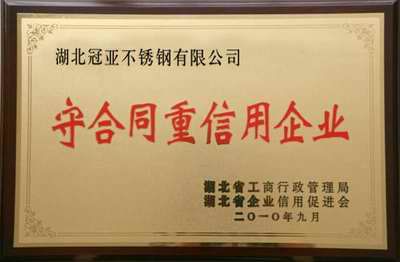 湖北冠亚不锈钢有限公司
守合同重信用企业
湖北省工商行政管理局
湖北省企业信用促进会
二〇一〇年九月